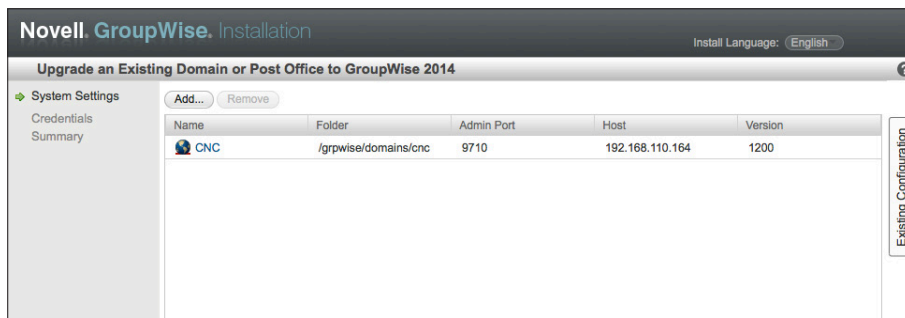 Novell. GroupWise. Installation
Install Language: English
Upgrade an Existing Domain or Post Office to GroupWise 2014
System Settings
Credentials
Summary
Add... Remove
Name Folder Admin Port Host Version
CNC /grpwise/domains/cnc 9710 192.168.110.164 1200
Existing Configuration